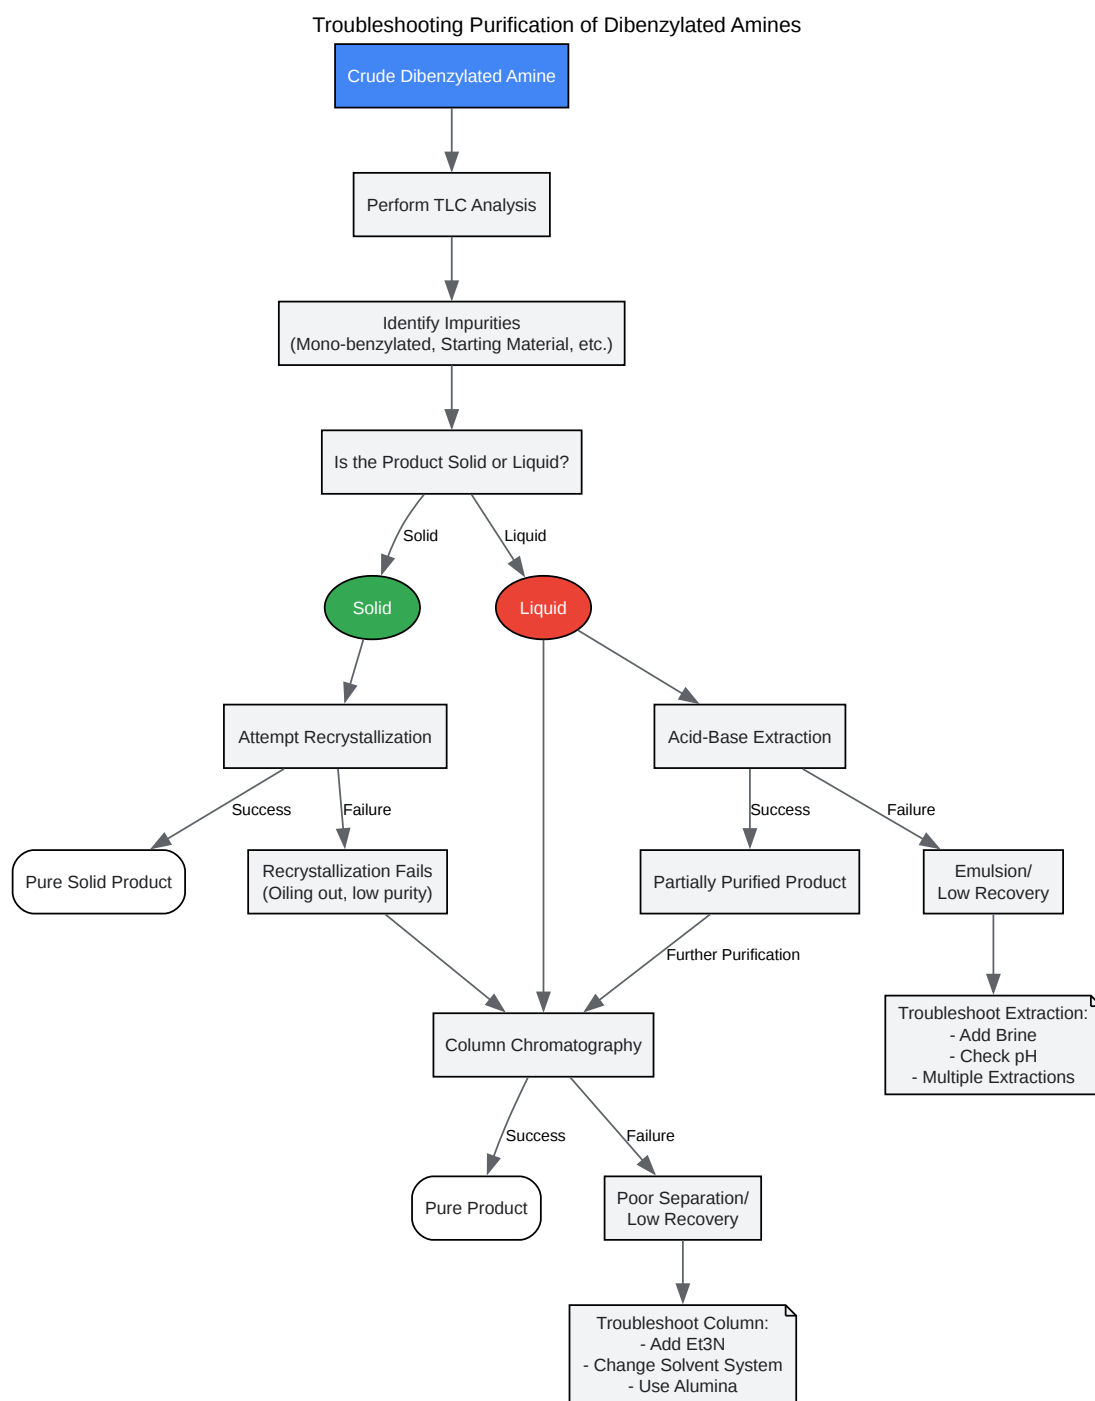 Troubleshooting Purification of Dibenzylated Amines
Crude Dibenzylated Amine
Perform TLC Analysis
Identify Impurities
(Mono-benzylated, Starting Material, etc.)
Is the Product Solid or Liquid?
Solid
Liquid
Solid
Liquid
Attempt Recrystallization
Acid-Base Extraction
Success
Failure
Success
Failure
Pure Solid Product
Recrystallization Fails
(Oiling out, low purity)
Partially Purified Product
Emulsion/
Low Recovery
Further Purification
Troubleshoot Extraction:
- Add Brine
- Check pH
- Multiple Extractions
Column Chromatography
Success
Failure
Pure Product
Poor Separation/
Low Recovery
Troubleshoot Column:
- Add Et3N
- Change Solvent System
- Use Alumina